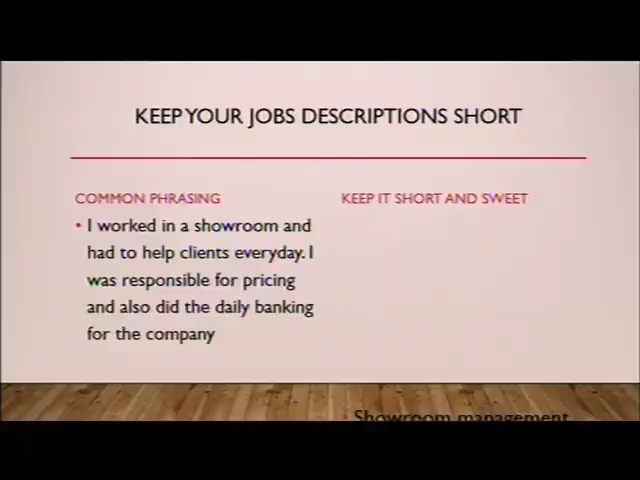 KEEP YOUR JOBS DESCRIPTIONS SHORT
COMMON PHRASING
• I worked in a showroom and
had to help clients everyday. I
was responsible for pricing
and also did the daily banking
for the company
KEEP IT SHORT AND SWEET
• Showroom management